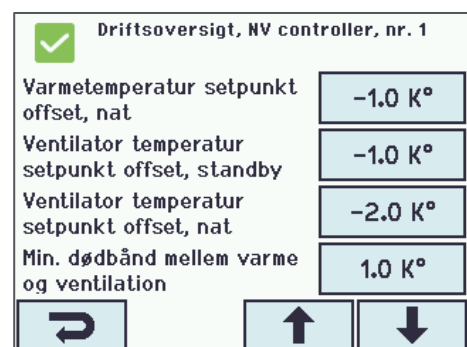 Driftsoversigt, NV controller, nr. 1
Varmetemperatur setpunkt
offset, nat
-1.0 K°
Ventilator temperatur
setpunkt offset, standby
-1.0 K°
Ventilator temperatur
setpunkt offset, nat
-2.0 K°
Min. dødbånd mellem varme
og ventilation
1.0 K°